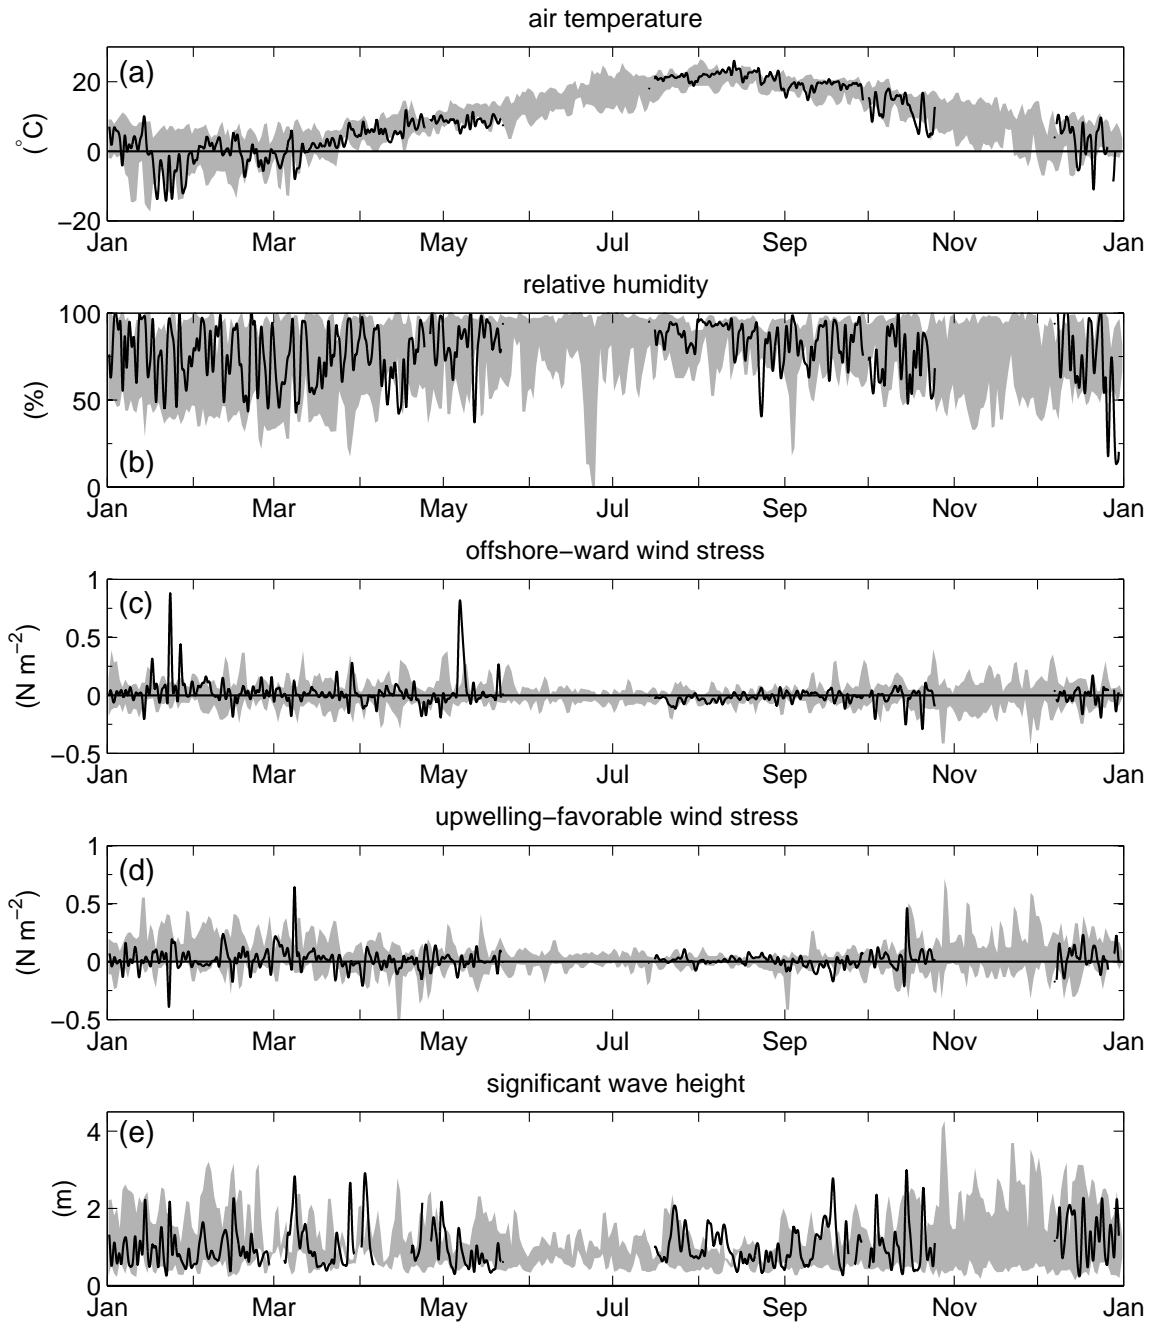 air temperature
(a)
20
0
−20
(°C)
Jan Mar May Jul Sep Nov Jan
relative humidity
100
50
0
(%)
(b)
Jan Mar May Jul Sep Nov Jan
offshore−ward wind stress
(c)
1
0.5
0
−0.5
(N m−2)
Jan Mar May Jul Sep Nov Jan
upwelling−favorable wind stress
(d)
1
0.5
0
−0.5
(N m−2)
Jan Mar May Jul Sep Nov Jan
significant wave height
(e)
4
2
0
(m)
Jan Mar May Jul Sep Nov Jan